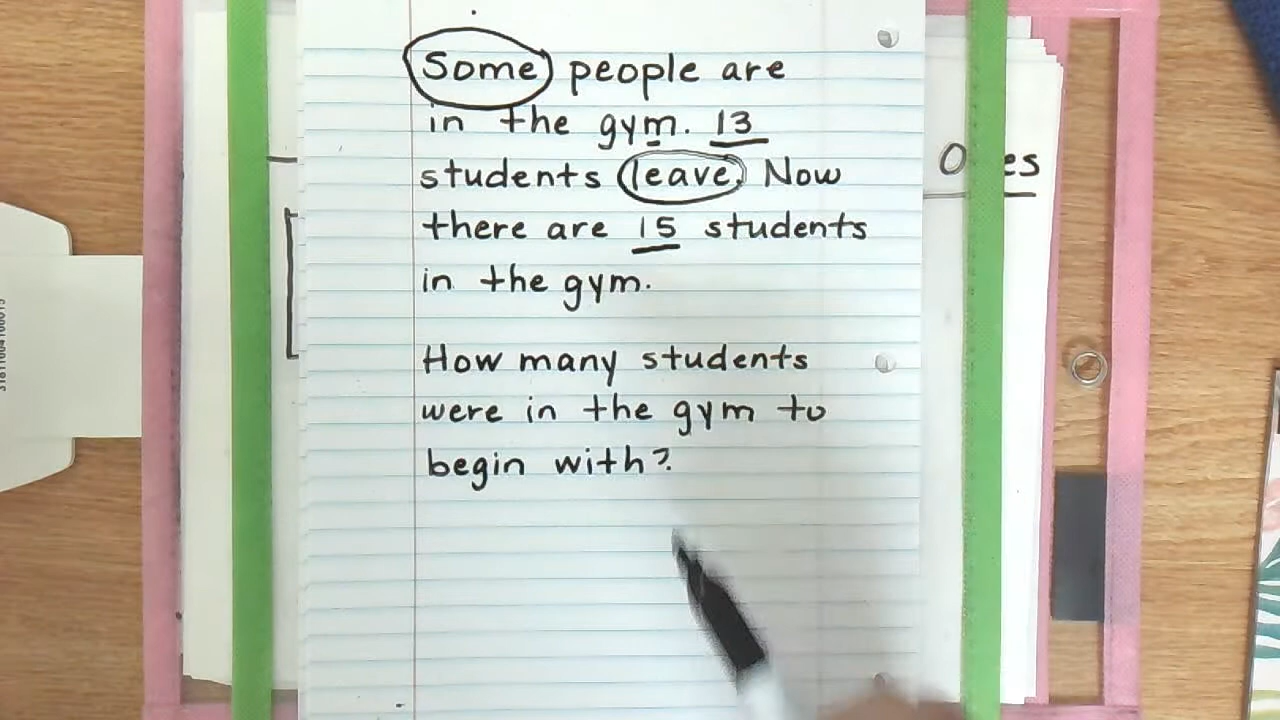 Some people are
in the gym. 13
students leave. Now
there are 15 students
in the gym.
How many students
were in the gym to
begin with?